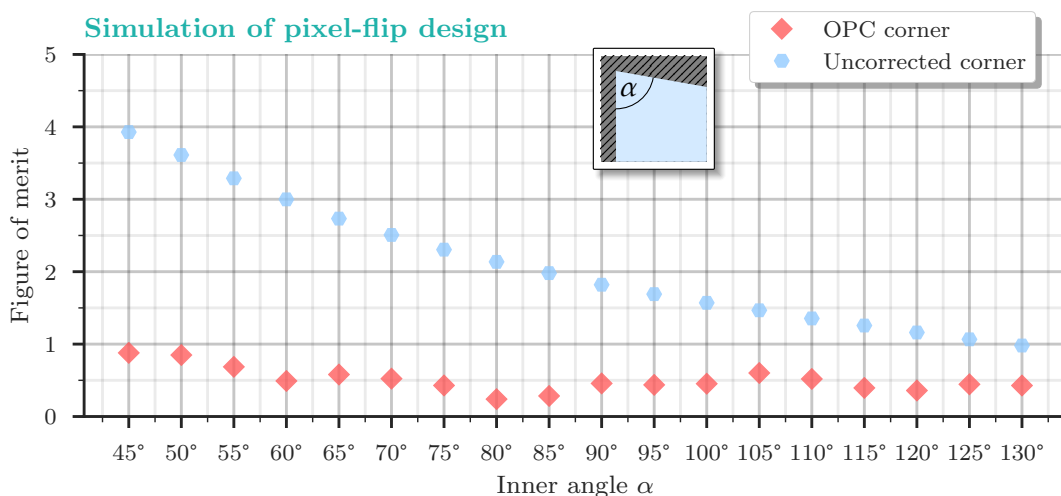 Simulation of pixel-flip design
OPC corner
Uncorrected corner
α
Figure of merit
5
4
3
2
1
0
45° 50° 55° 60° 65° 70° 75° 80° 85° 90° 95° 100° 105° 110° 115° 120° 125° 130°
Inner angle α